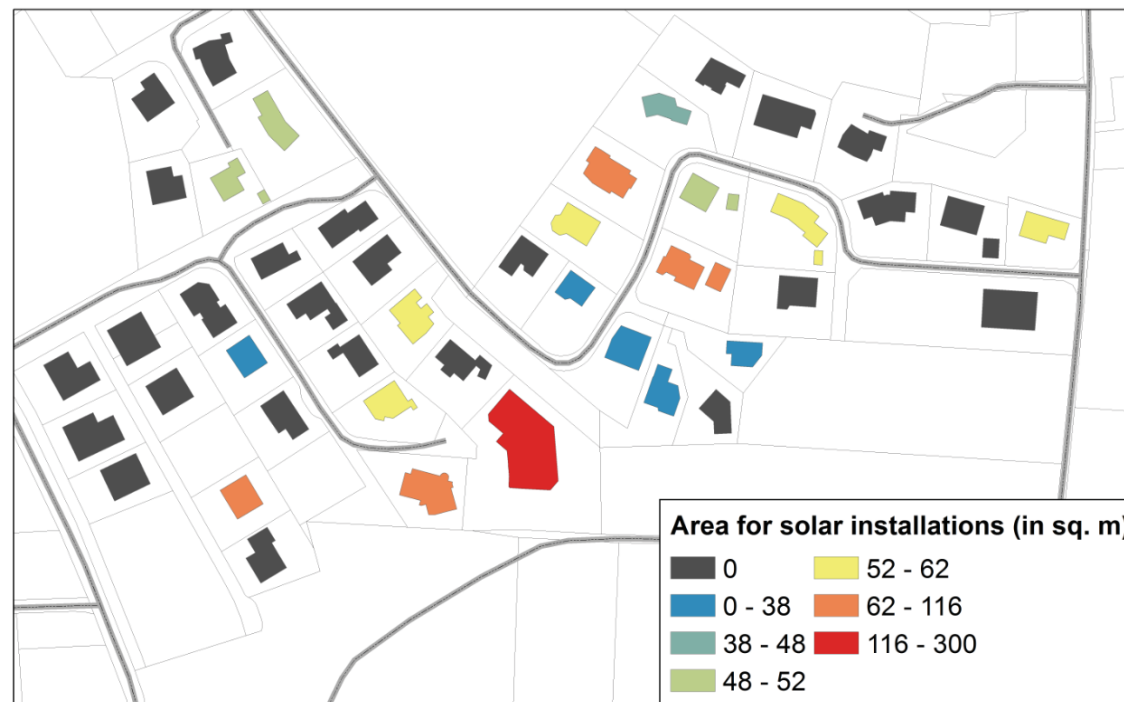 Area for solar installations (in sq. m)
0
52 - 62
0 - 38
62 - 116
38 - 48
116 - 300
48 - 52